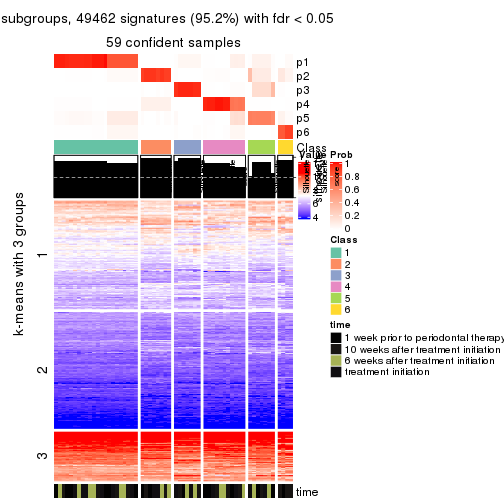 subgroups, 49462 signatures (95.2%) with fdr < 0.05
59 confident samples
p1
p2
p3
p4
p5
p6
Class
k-means with 3 groups
1
2
3
time
Value
6
4
Prob
1
0.8
0.6
0.4
0.2
0
Class
1
2
3
4
5
6
time
1 week prior to periodontal therapy
10 weeks after treatment initiation
6 weeks after treatment initiation
treatment initiation